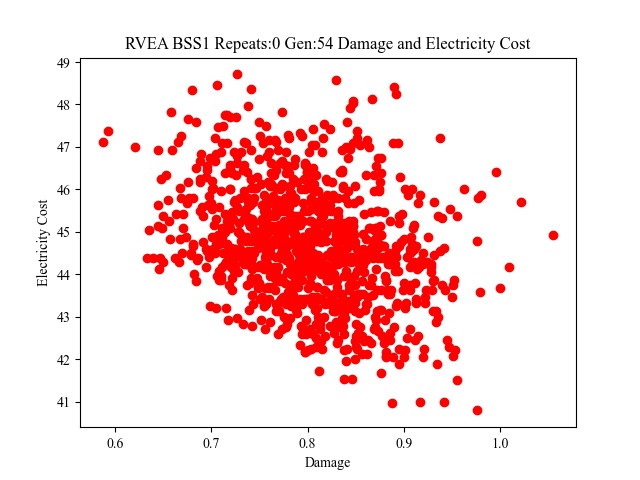 RVEA BSS1 Repeats:0 Gen:54 Damage and Electricity Cost
49
48
47
46
45
44
43
42
41
Electricity Cost
0.6 0.7 0.8 0.9 1.0
Damage